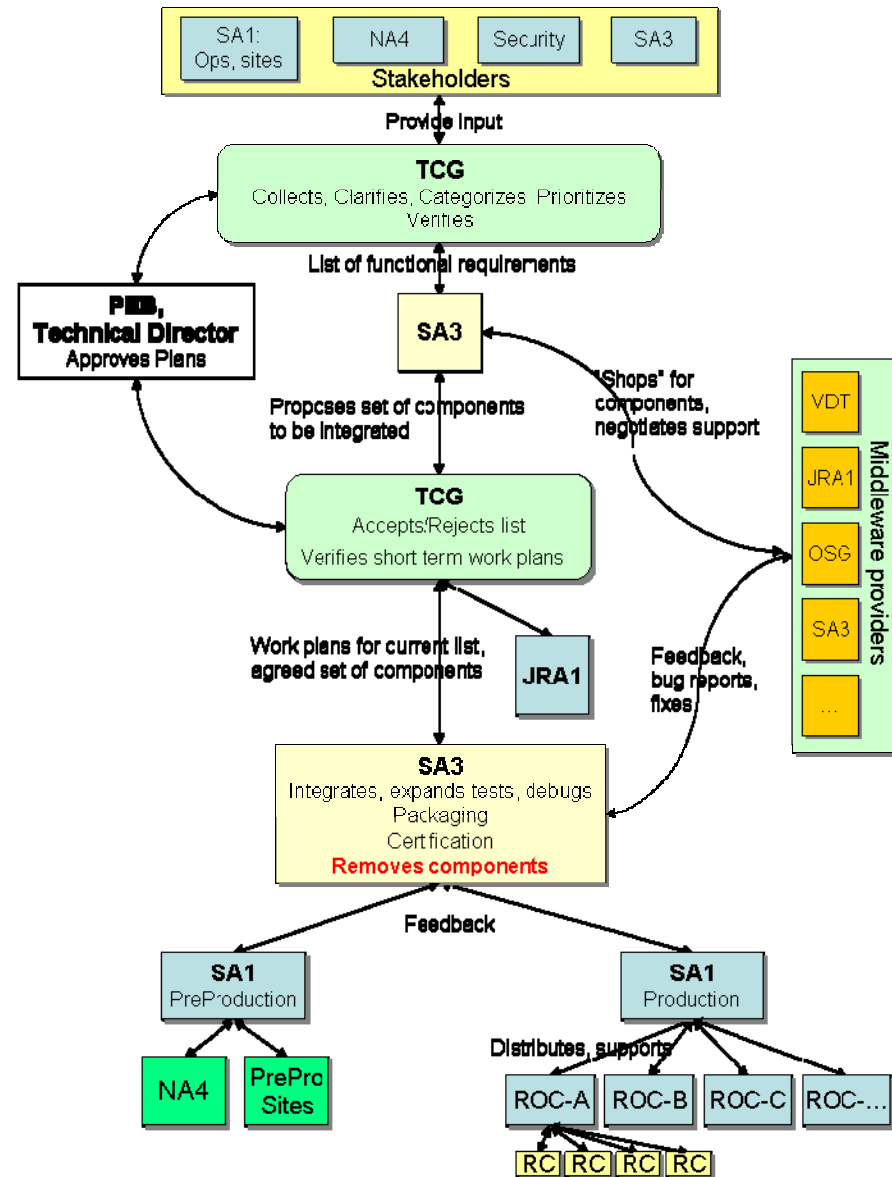 SA1:
Ops, sites
NA4
Security
SA3
Stakeholders
Provide input
TCG
Collects, Clarifies, Categorizes Prioritizes
Verifies
List of functional requirements
PEB,
Technical Director
Approves Plans
SA3
"Shops" for
components,
negotiates support
Proposes set of components
to be integrated
VDT
JRA1
OSG
SA3
...
Middleware providers
TCG
Accepts/Rejects list
Verifies short term work plans
Work plans for current list,
agreed set of components
JRA1
Feedback,
bug reports,
fixes
SA3
Integrates, expands tests, debugs
Packaging
Certification
Removes components
Feedback
SA1
PreProduction
SA1
Production
NA4
PrePro
Sites
Distributes, supports
ROC-A
ROC-B
ROC-C
ROC-...
RC
RC
RC
RC